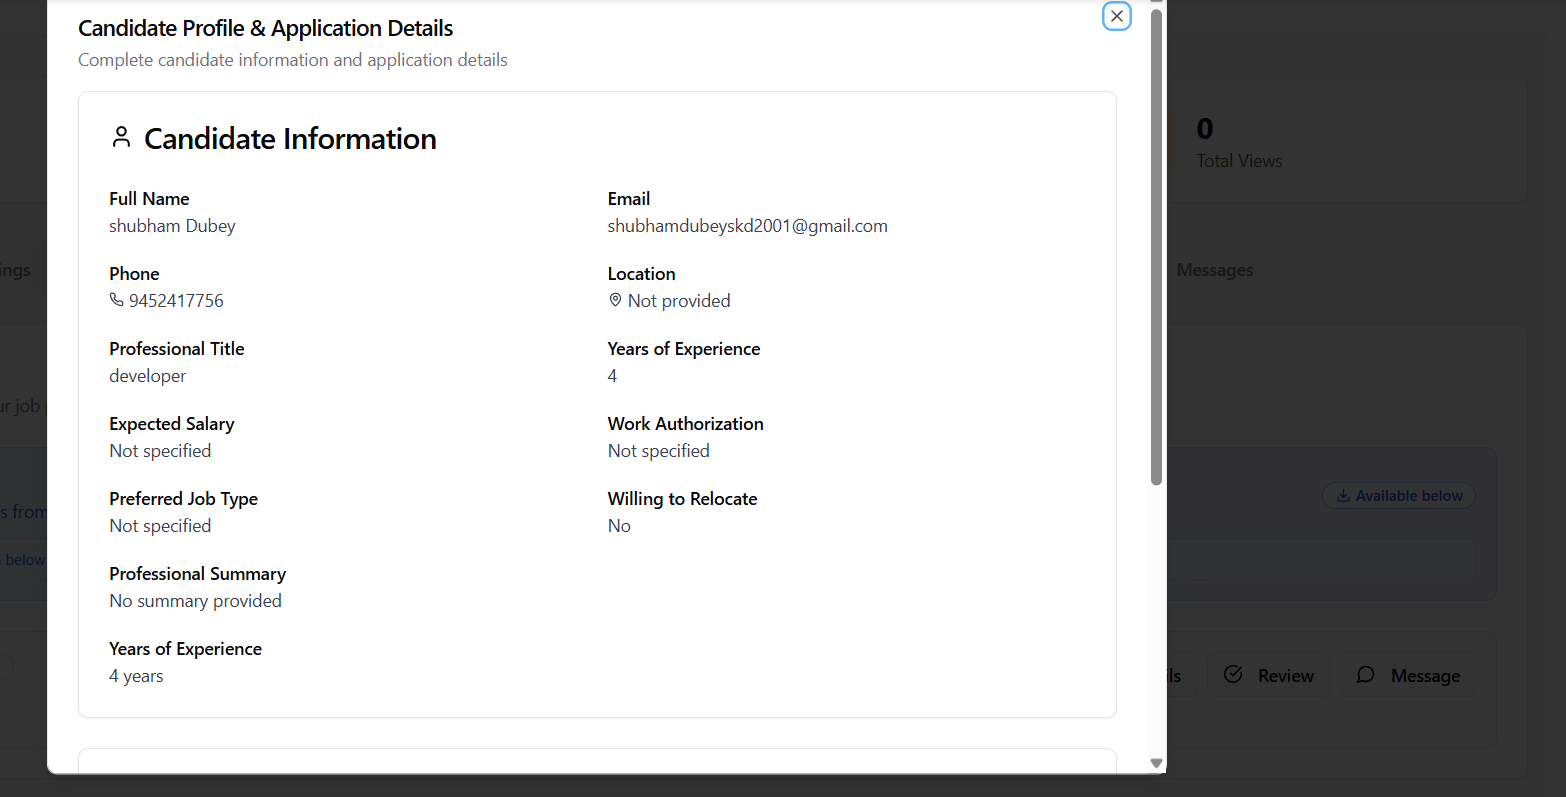 Candidate Profile & Application Details
Complete candidate information and application details
Candidate Information
Full Name
shubham Dubey
Email
shubhamdubeyskd2001@gmail.com
Phone
9452417756
Location
Not provided
Professional Title
developer
Years of Experience
4
Expected Salary
Not specified
Work Authorization
Not specified
Preferred Job Type
Not specified
Willing to Relocate
No
Professional Summary
No summary provided
Years of Experience
4 years
0
Total Views
ings
Messages
ur job
s from
Available below
below
ls
Review
Message